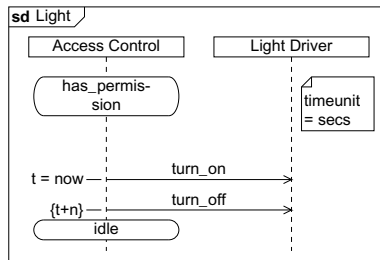 sd Light
Access Control
Light Driver
has_permis-
sion
timeunit
= secs
turn_on
t = now
turn_off
{t+n}
idle